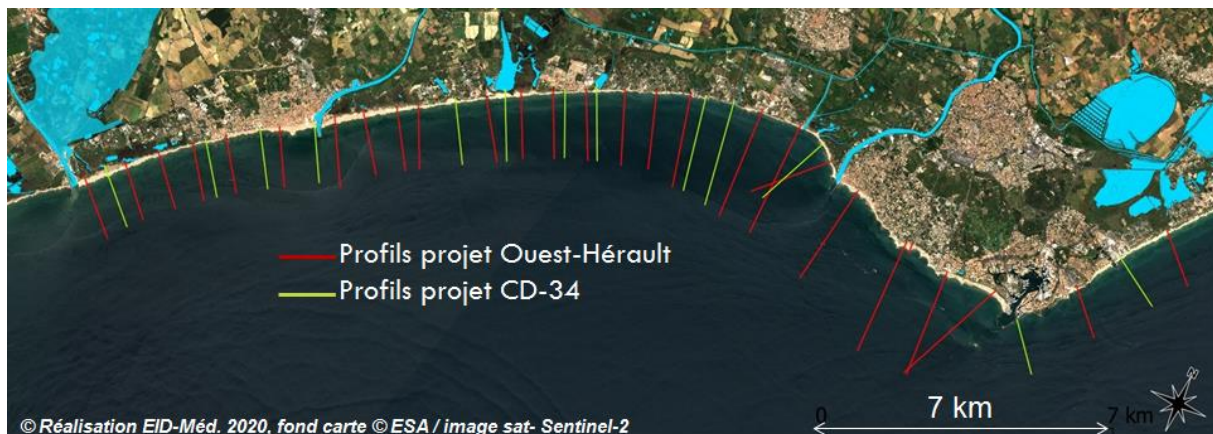 Profils projet Ouest-Hérault
Profils projet CD-34
© Réalisation EID-Méd. 2020, fond carte © ESA / image sat- Sentinel-2
7 km
0
7 km
N